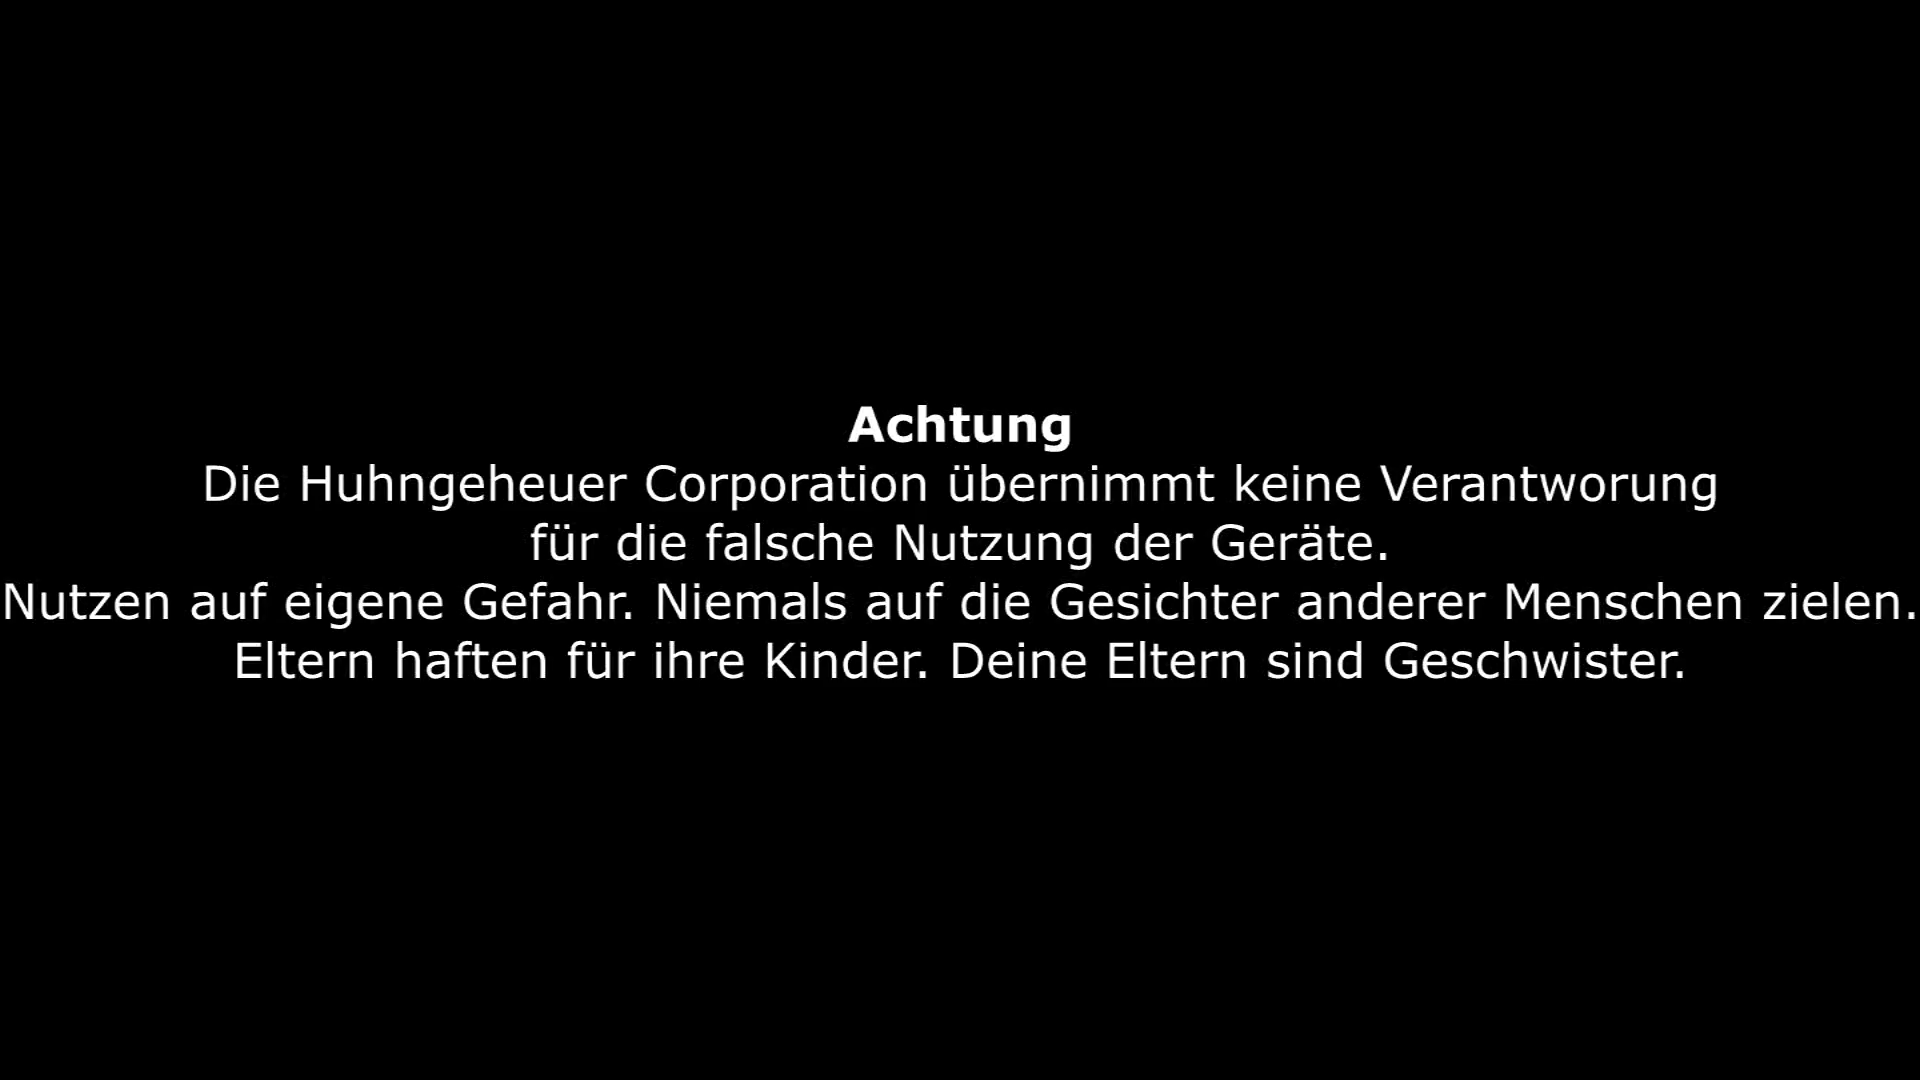 Achtung
Die Huhngeheuer Corporation übernimmt keine Verantworung
für die falsche Nutzung der Geräte.
Nutzen auf eigene Gefahr. Niemals auf die Gesichter anderer Menschen zielen.
Eltern haften für ihre Kinder. Deine Eltern sind Geschwister.